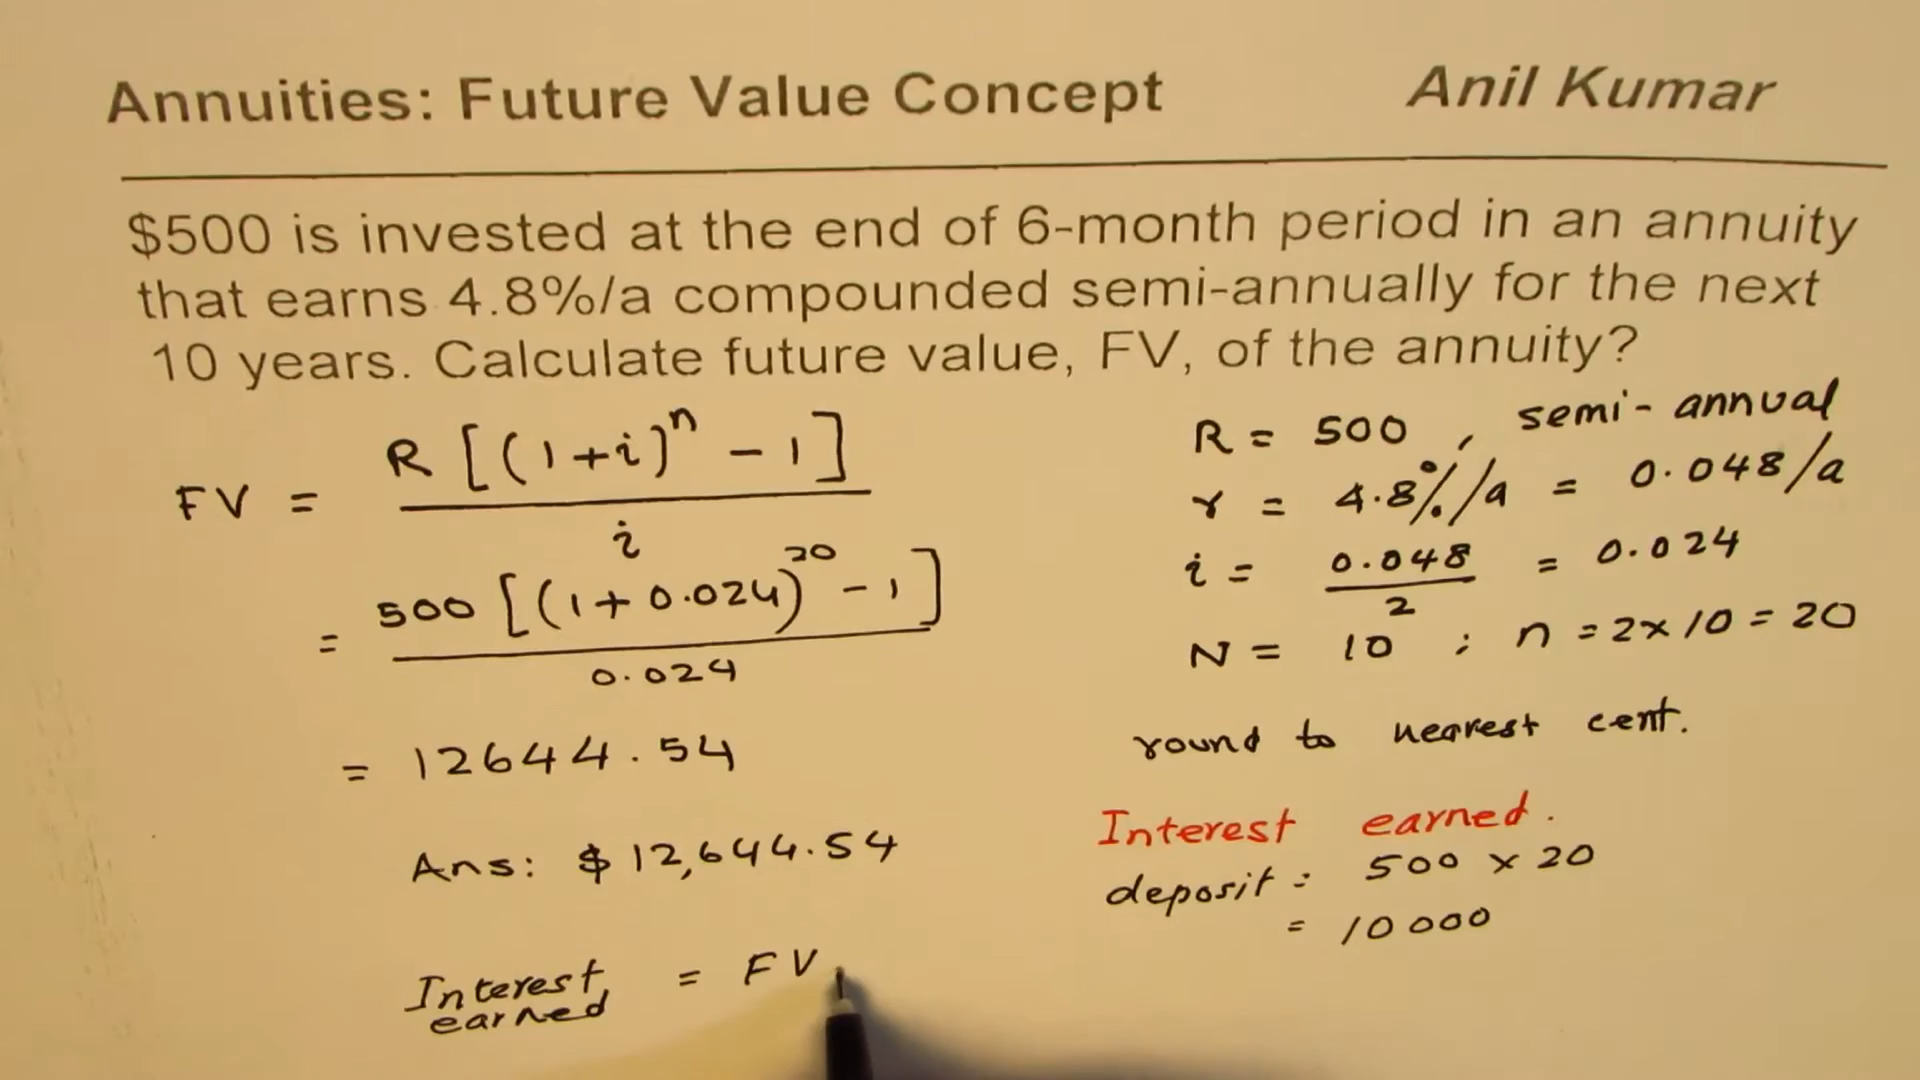 Annuities: Future Value Concept Anil Kumar
$500 is invested at the end of 6-month period in an annuity
that earns 4.8%/a compounded semi-annually for the next
10 years. Calculate future value, FV, of the annuity?
FV = R [(1+i)^n - 1] / i
= 500 [(1+0.024)^20 - 1] / 0.024
= 12644.54
Ans: $ 12,644.54
Interest earned = FV
R = 500 , semi-annual
r = 4.8%/a = 0.048/a
i = 0.048 / 2 = 0.024
N = 10 ; n = 2x10 = 20
round to nearest cent.
Interest earned.
deposit: 500 x 20
= 10 000